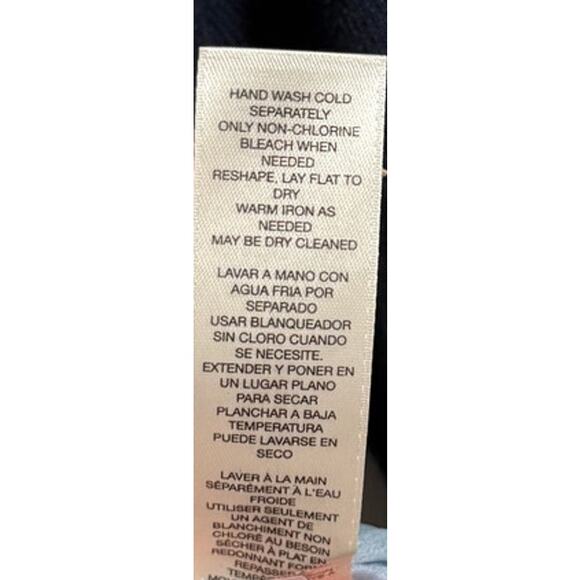 HAND WASH COLD
SEPARATELY
ONLY NON-CHLORINE
BLEACH WHEN
NEEDED
RESHAPE, LAY FLAT TO
DRY
WARM IRON AS
NEEDED
MAY BE DRY CLEANED
LAVAR A MANO CON
AGUA FRIA POR
SEPARADO
USAR BLANQUEADOR
SIN CLORO CUANDO
SE NECESITE.
EXTENDER Y PONER EN
UN LUGAR PLANO
PARA SECAR
PLANCHAR A BAJA
TEMPERATURA
PUEDE LAVARSE EN
SECO
LAVER À LA MAIN
SÉPARÉMENT À L'EAU
FROIDE
UTILISER SEULEMENT
UN AGENT DE
BLANCHIMENT NON
CHLORÉ AU BESOIN
SÉCHER À PLAT EN
REDONNANT
REPASSER